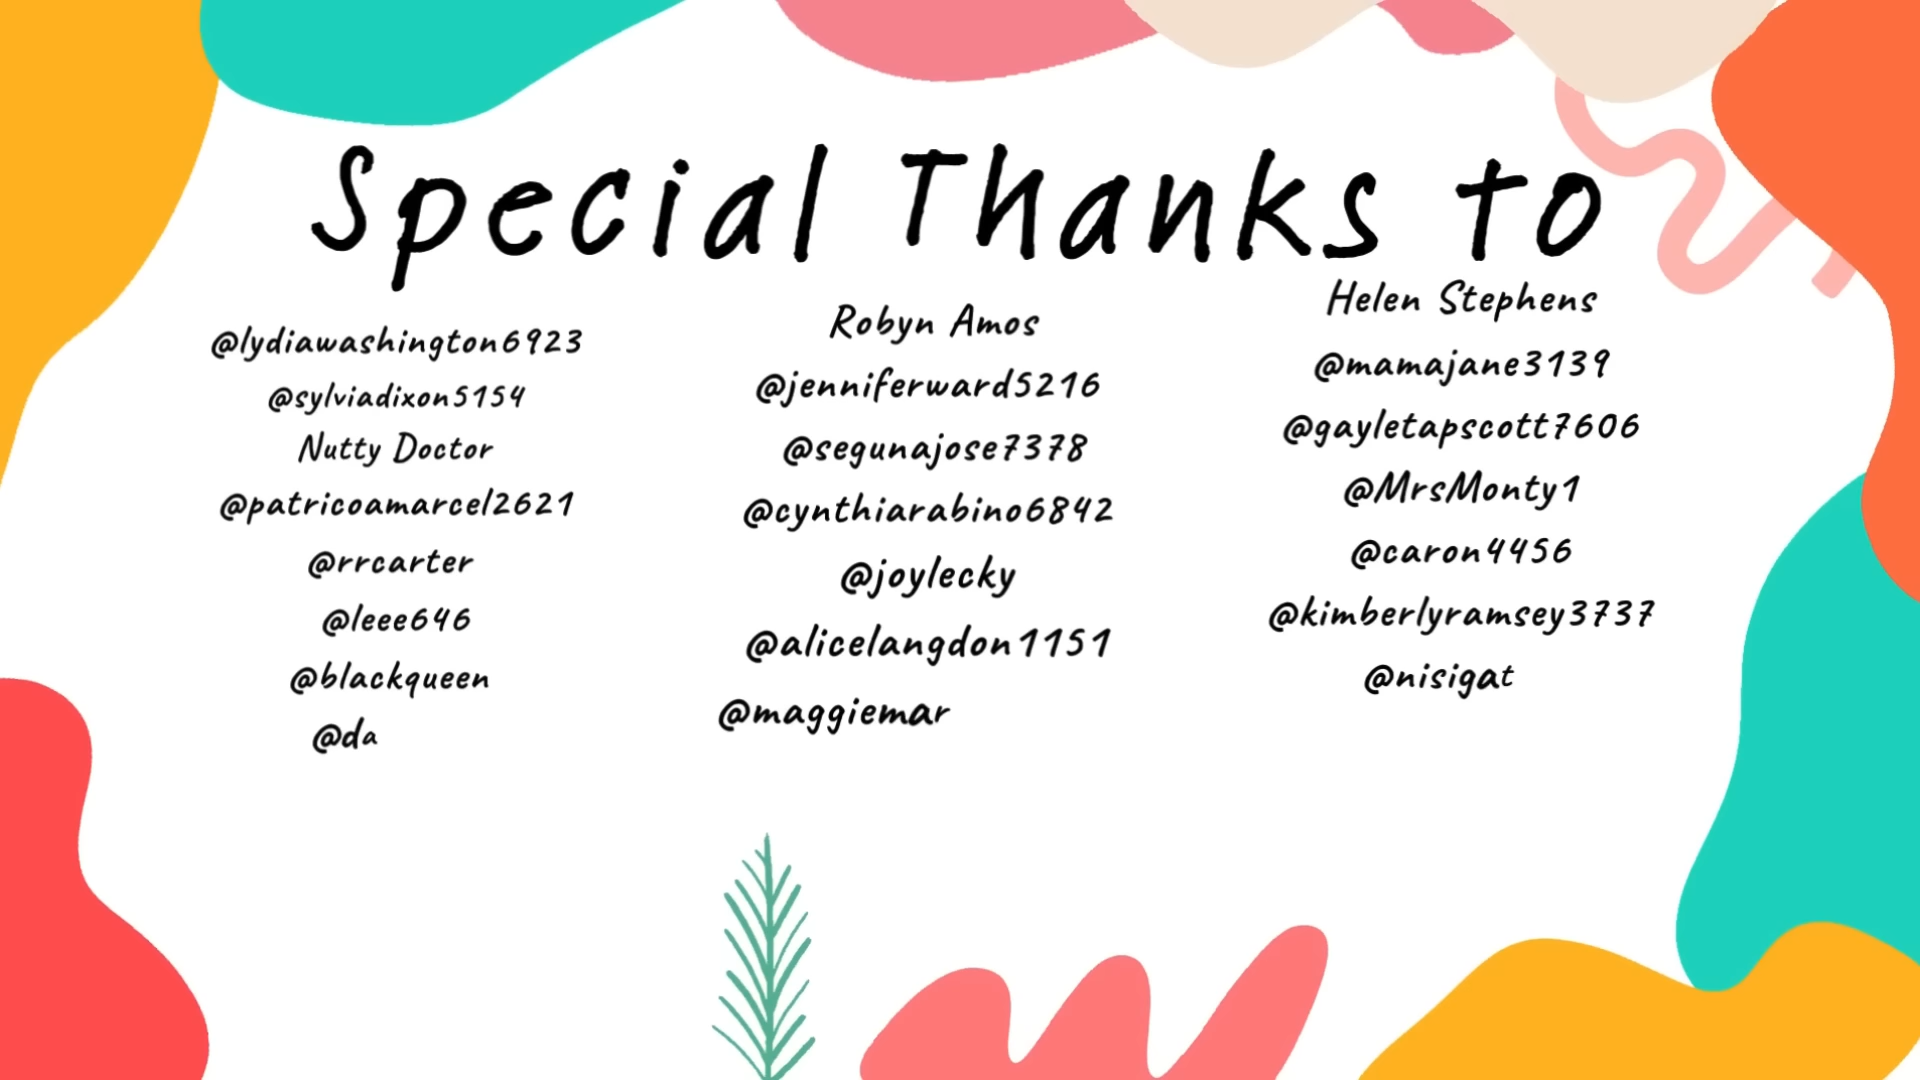 Special Thanks to
@lydiawashington6923
@sylviadixon5154
Nutty Doctor
@patricoamarcel2621
@rrcarter
@leee646
@blackqueen
@da
Robyn Amos
@jenniferward5216
@segunajose7378
@cynthiarabino6842
@joylecky
@alicelangdon1151
@maggiemar
Helen Stephens
@mamajane3139
@gayletapscott7606
@MrsMonty1
@caron4456
@kimberlyramsey3737
@nisigat